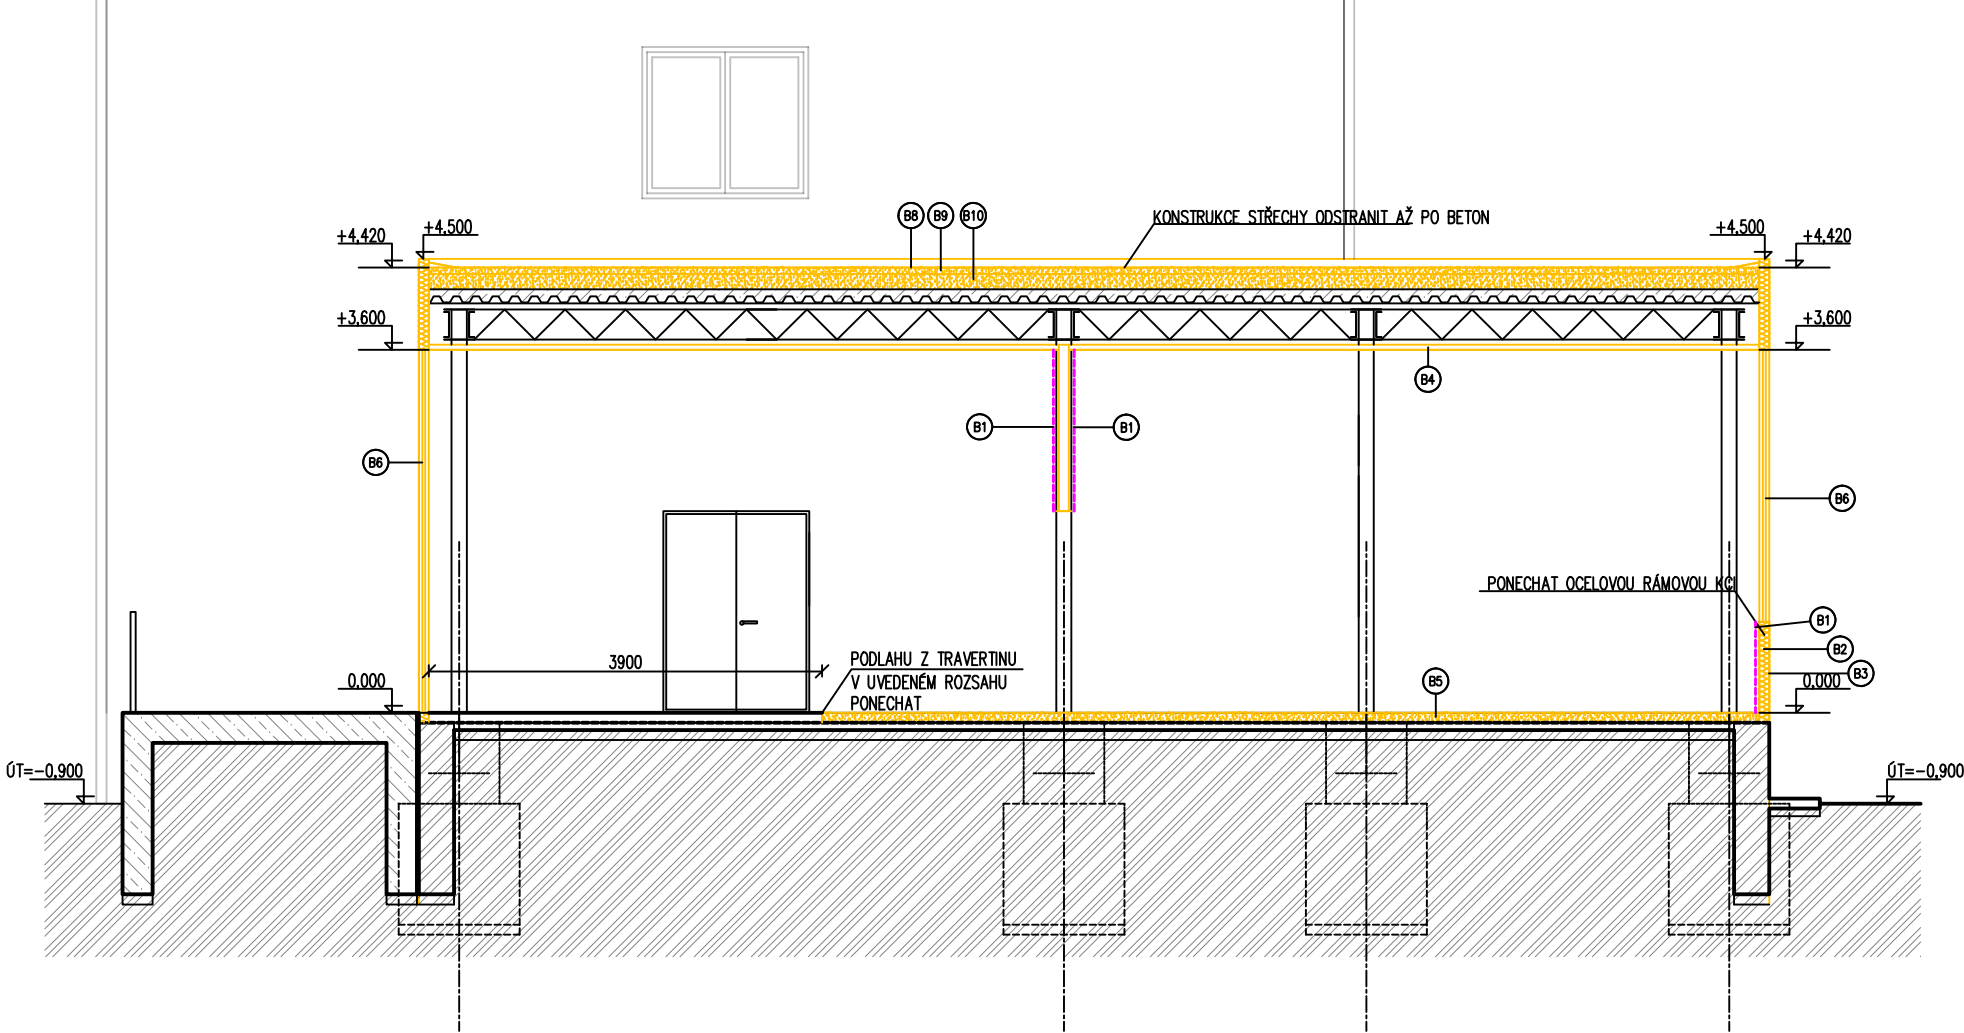 B8 B9 B10
KONSTRUKCE STŘECHY ODSTRANIT AŽ PO BETON
+4,420 +4,500
+4,500 +4,420
+3,600
+3,600
B4
B1 B1
B6
B6
PONECHAT OCELOVOU RÁMOVOU KCI
B1
B2
B3
3900
PODLAHU Z TRAVERTINU
V UVEDENÉM ROZSAHU
PONECHAT
0,000
B5
0,000
ÚT=-0,900
ÚT=-0,900